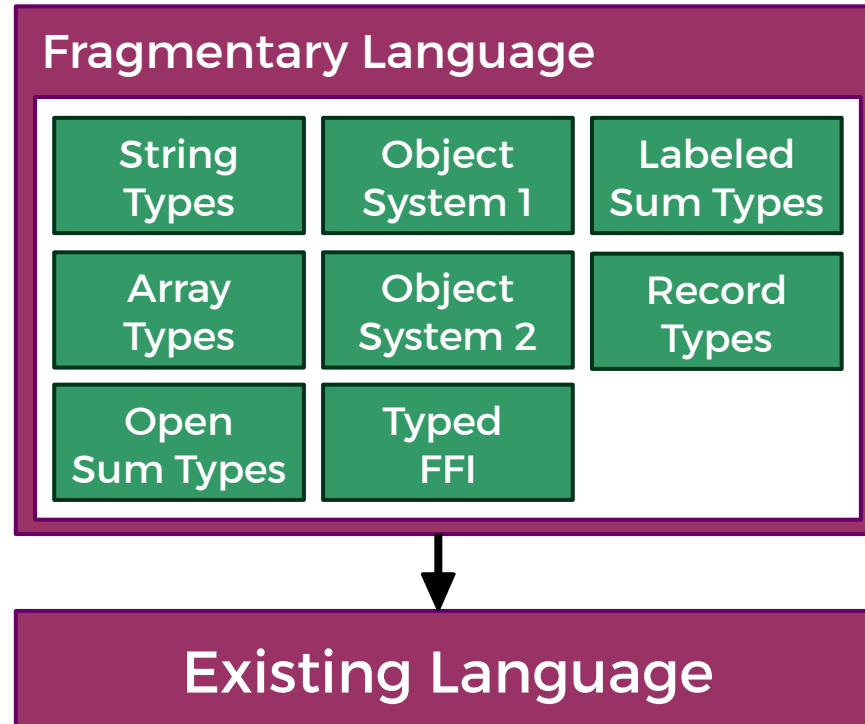 Fragmentary Language
String
Types
Object
System 1
Labeled
Sum Types
Array
Types
Object
System 2
Record
Types
Open
Sum Types
Typed
FFI
Existing Language